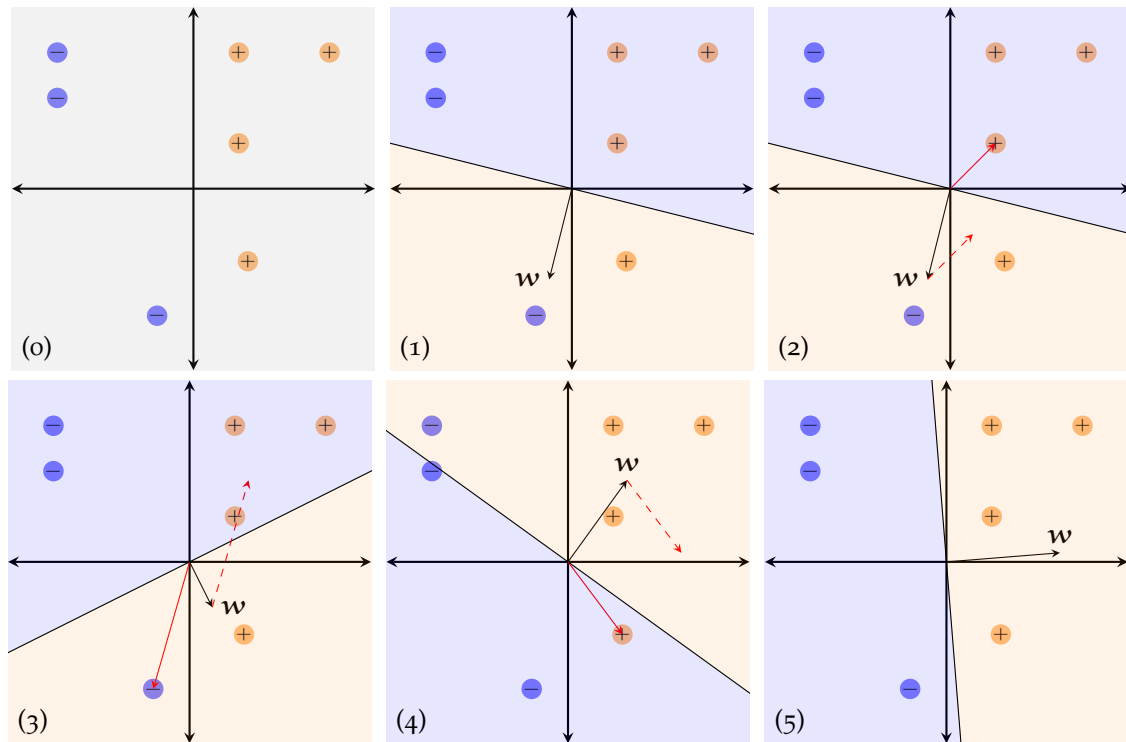 − + +
−
+
+
−
(0)
− + +
−
+
+
w
−
(1)
− + +
−
+
+
w
−
(2)
− + +
−
+
w
+
−
(3)
− + +
− w
+
+
−
(4)
− + +
−
+
w
+
−
(5)